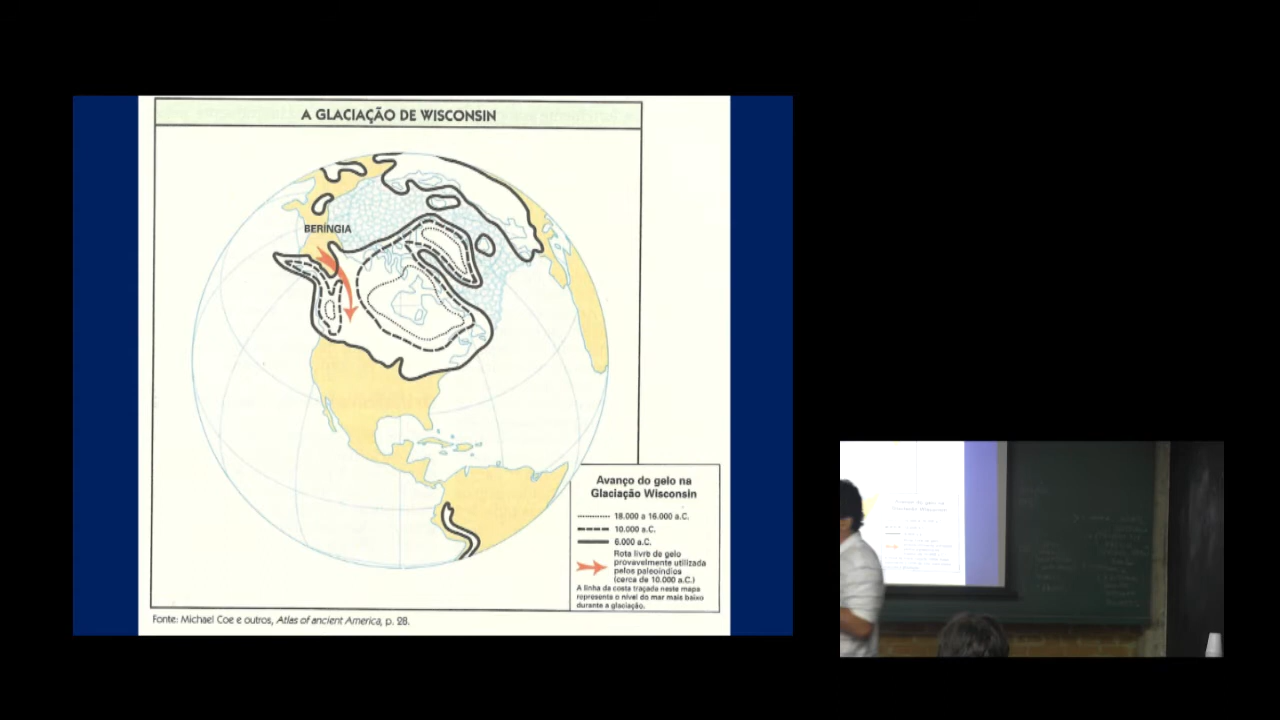 A GLACIAÇÃO DE WISCONSIN
BERÍNGIA
Avanço do gelo na
Glaciação Wisconsin
18.000 a 16.000 a.C.
10.000 a.C.
6.000 a.C.
Rota livre de gelo
provavelmente utilizada
pelos paleoíndios
(cerca de 10.000 a.C.)
A linha da costa traçada neste mapa
representa o nível do mar mais baixo
durante a glaciação.
Fonte: Michael Coe e outros, Atlas of ancient America, p. 28.